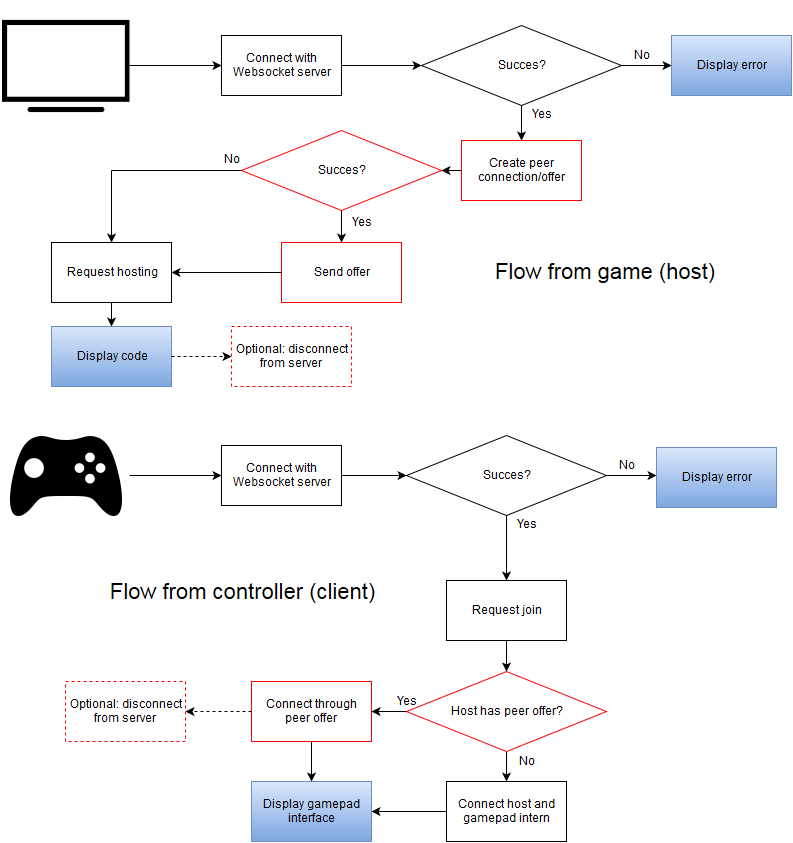 Connect with
Websocket server
Succes?
No
Display error
Yes
Create peer
connection/offer
Succes?
No
Yes
Request hosting
Send offer
Flow from game (host)
Display code
Optional: disconnect
from server
Connect with
Websocket server
Succes?
No
Display error
Yes
Flow from controller (client)
Request join
Optional: disconnect
from server
Connect through
peer offer
Yes
Host has peer offer?
No
Display gamepad
interface
Connect host and
gamepad intern